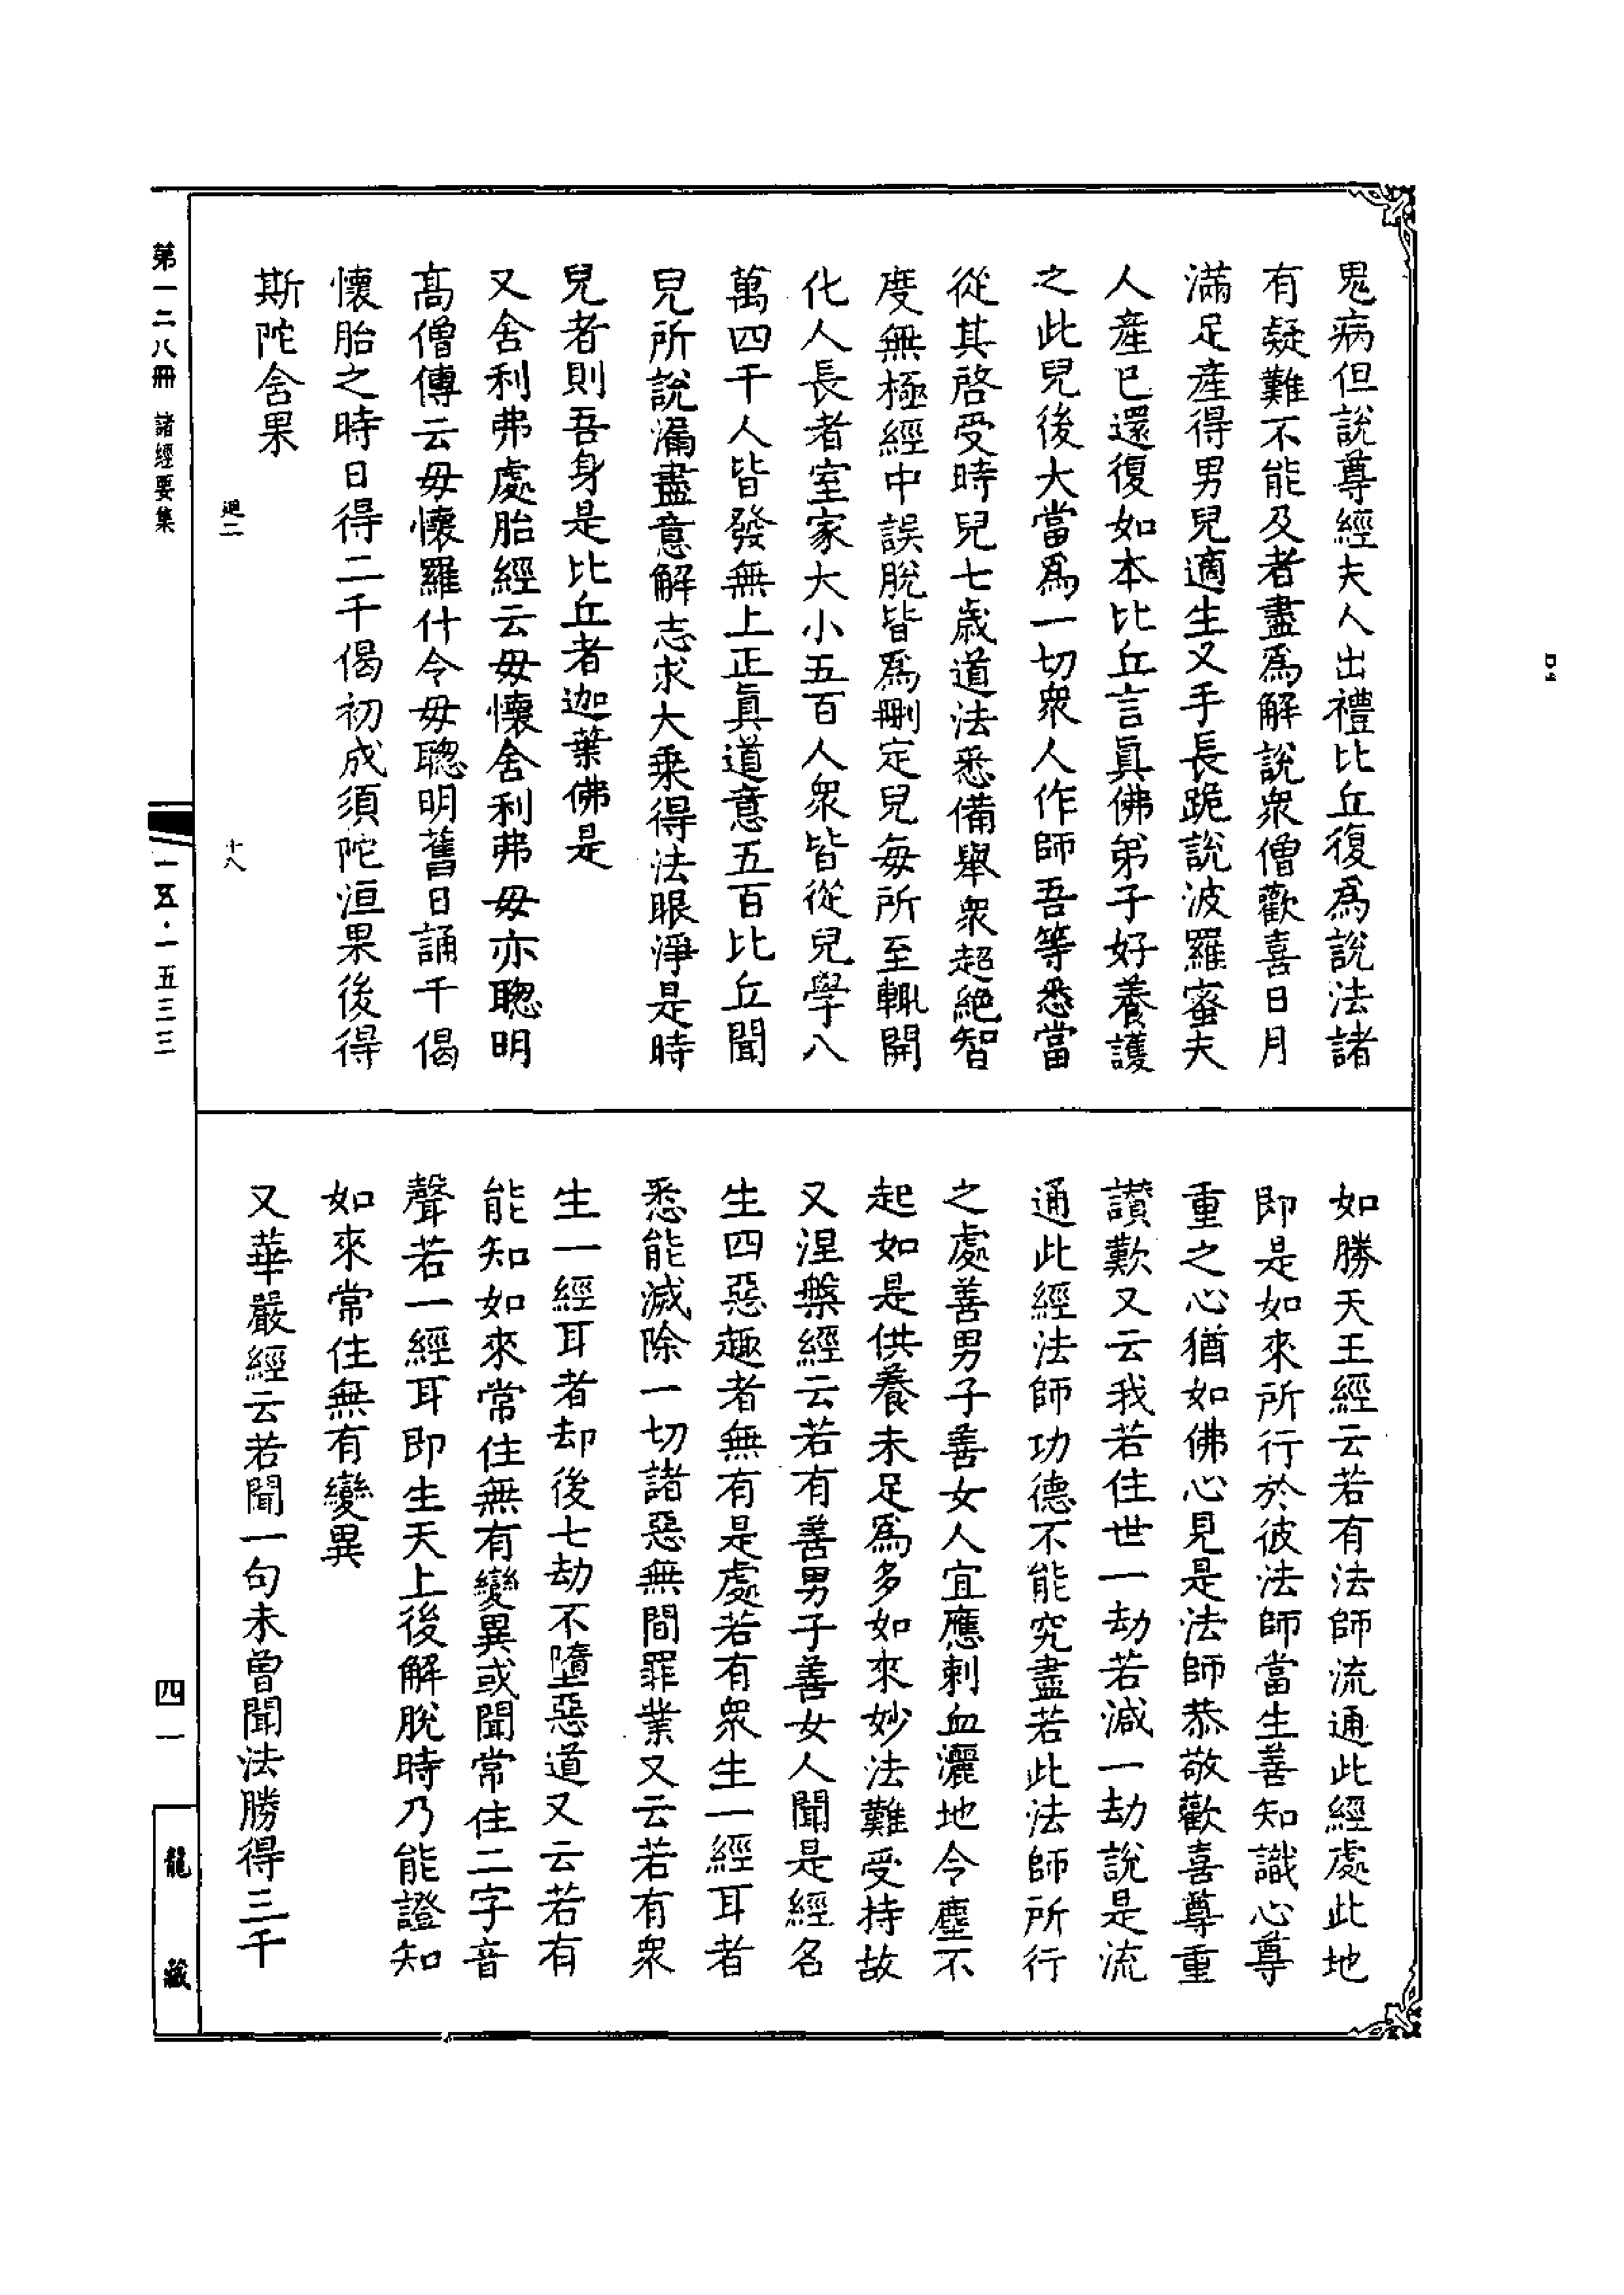 鬼病但說尊經夫人出禮比丘復為說法諸
有疑難不能及者盡為解說衆僧歡喜日月
滿足產得男兒適生叉手長跪說波羅蜜夫
人產已還復如本比丘言眞佛弟子好養護
之此兒後大當爲一切衆人作師吾等悉當
從其啓受時兒七歲道法悉備舉衆超絶智
度無極經中誤脫皆爲刪定兒每所至輒開
化人長者室家大小五百人衆皆從兒學八
萬四千人皆發無上正眞道意五百比丘聞
兒所說漏盡意解志求大乘得法眼淨是時
兒者則吾身是比丘者迦葉佛是
又舍利弗處胎經云毋懷舍利弗毋亦聰明
高僧傳云毋懷羅什令毋聰明舊日誦千偈
懷胎之時日得二千偈初成須陀洹果後得
斯陀舍果
迴二
十八
如勝天王經云若有法師流通此經處此地
即是如來所行於彼法師當生善知識心尊
重之心猶如佛心見是法師恭敬歡喜尊重
讚歎又云我若住世一劫若減一劫說是流
通此經法師功德不能究盡若此法師所行
之處善男子善女人宜應刺血灑地令塵不
起如是供養未足爲多如來妙法難受持故
又涅槃經云若有善男子善女人聞是經名
生四惡趣者無有是處若有衆生一經耳者
悉能滅除一切諸惡無間罪業又云若有衆
生一經耳者却後七劫不墮惡道又云若有
能知如來常住無有變異或聞常住二字音
聲若一經耳即生天上後解脫時乃能證知
如來常住無有變異
又華嚴經云若聞一句未曾聞法勝得三千
第一二八冊 諸經要集
一五·一五三三
四一
龍藏